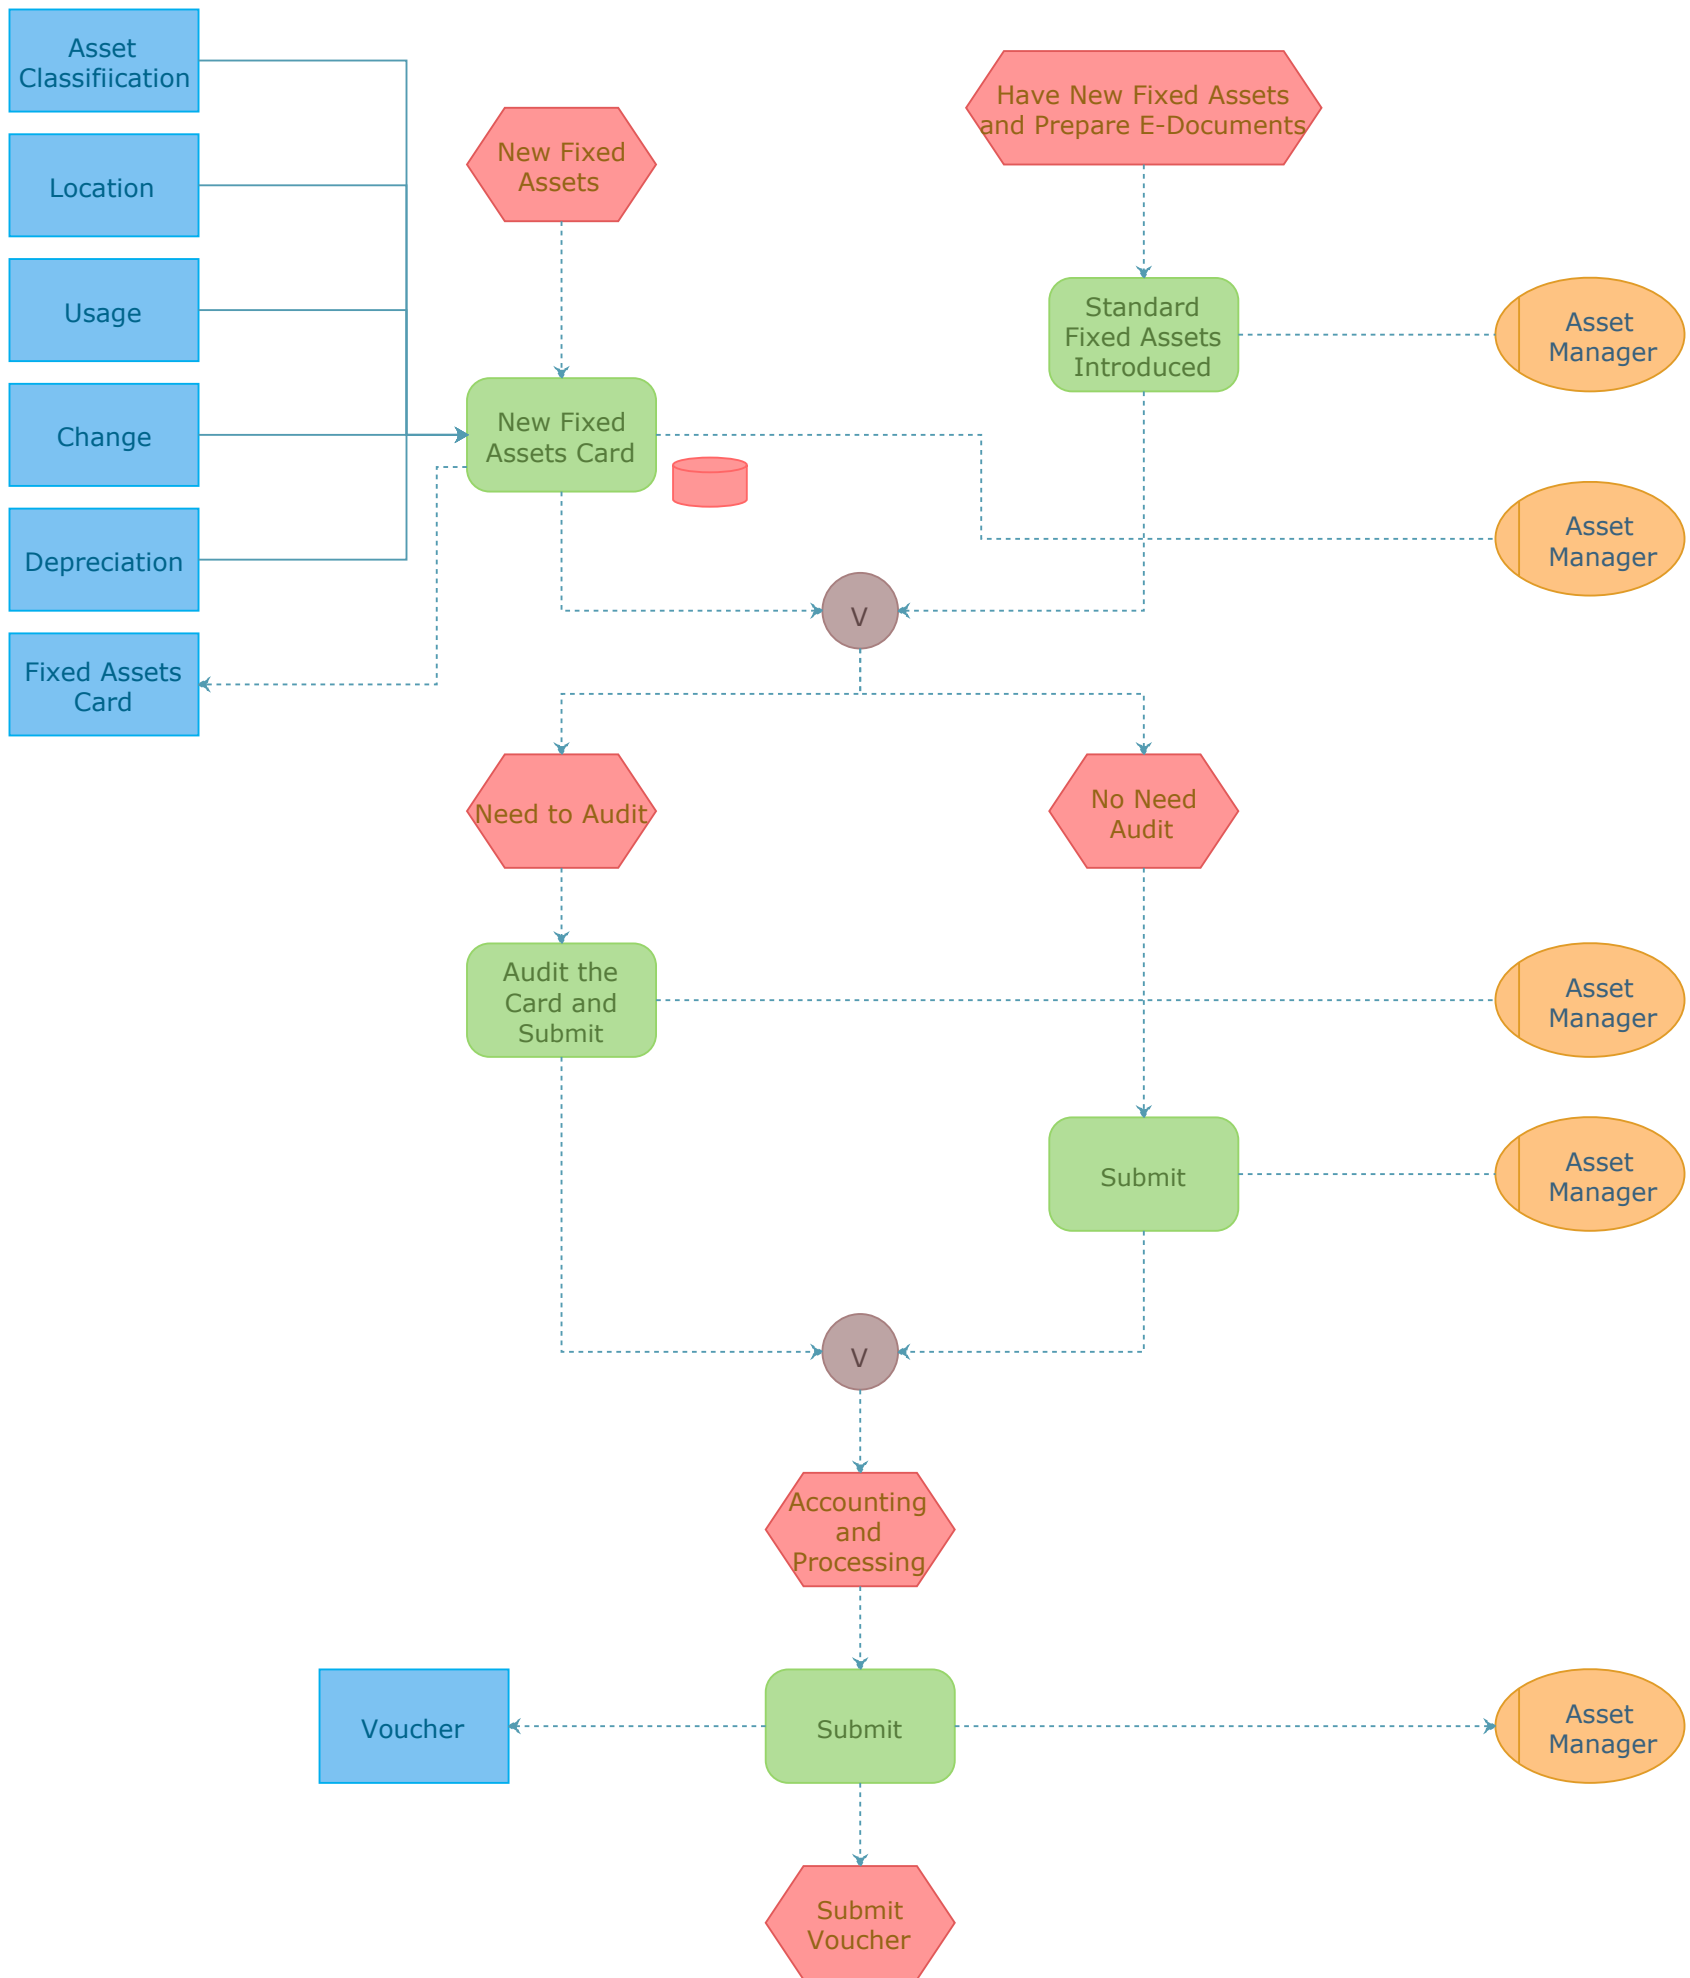 Asset
Classifiication
Have New Fixed Assets
and Prepare E-Documents
New Fixed
Assets
Location
Usage
Standard
Fixed Assets
Introduced
Asset
Manager
Change
New Fixed
Assets Card
Asset
Manager
Depreciation
V
Fixed Assets
Card
Need to Audit
No Need
Audit
Audit the
Card and
Submit
Asset
Manager
Submit
Asset
Manager
V
Accounting
and
Processing
Voucher
Submit
Asset
Manager
Submit
Voucher